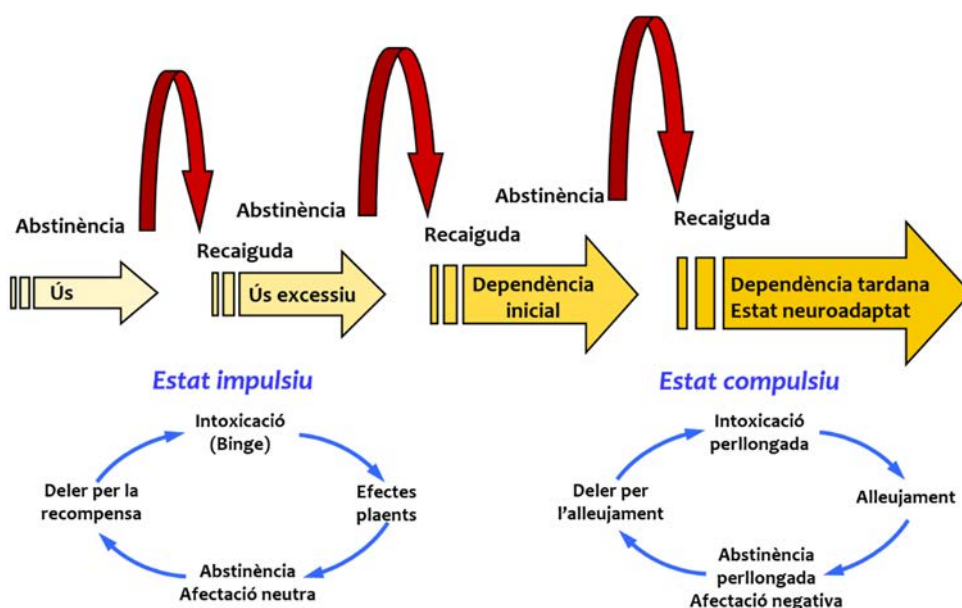 Abstinència
Recaiguda
Abstinència
Recaiguda
Abstinència
Recaiguda
Ús
Ús excessiu
Dependència
inicial
Dependència tardana
Estat neuroadaptat
Estat impulsiu
Intoxicació
(Binge)
Efectes
plaents
Abstinència
Afectació neutra
Deler per la
recompensa
Estat compulsiu
Intoxicació
perllongada
Alleujament
Abstinència
perllongada
Afectació negativa
Deler per
l'alleujament